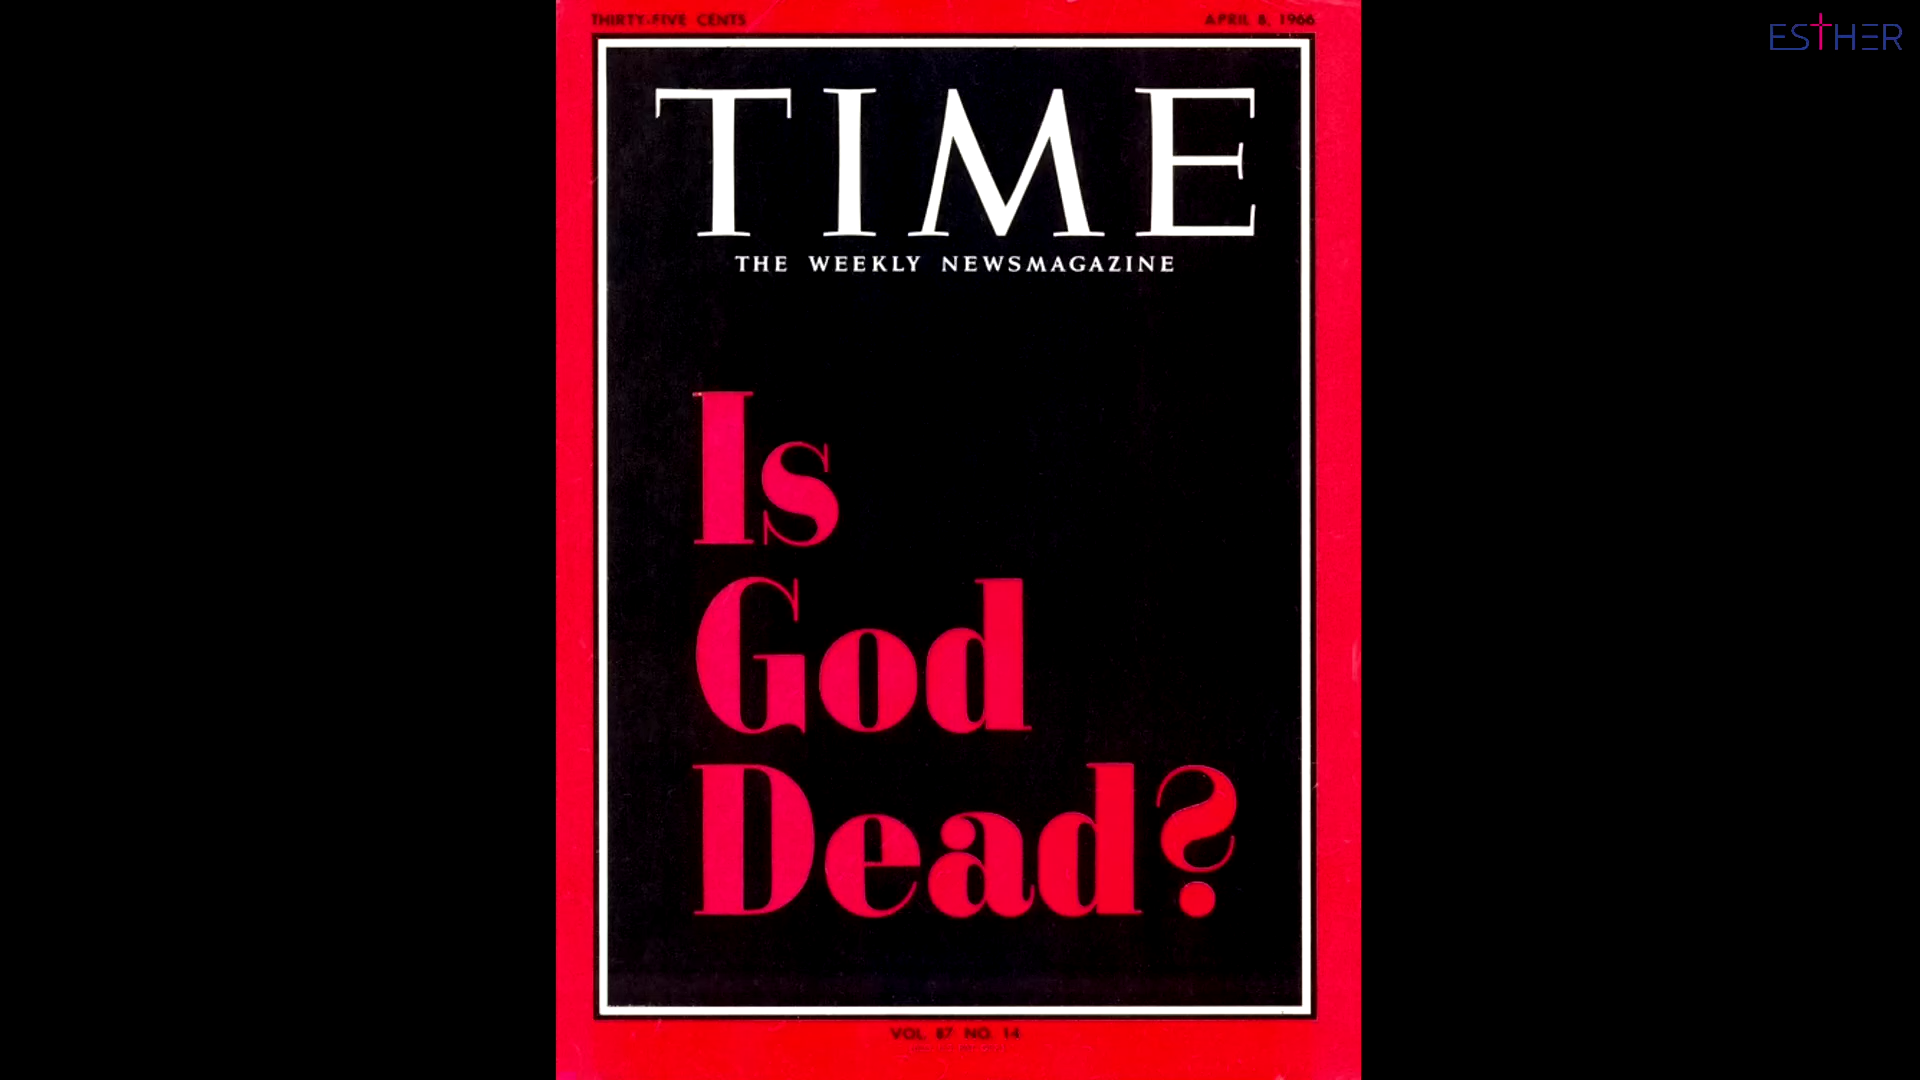 THIRTY-FIVE CENTS
APRIL 8, 1966
ESTHER
TIME
THE WEEKLY NEWSMAGAZINE
Is
God
Dead?
VOL. 87 NO. 14